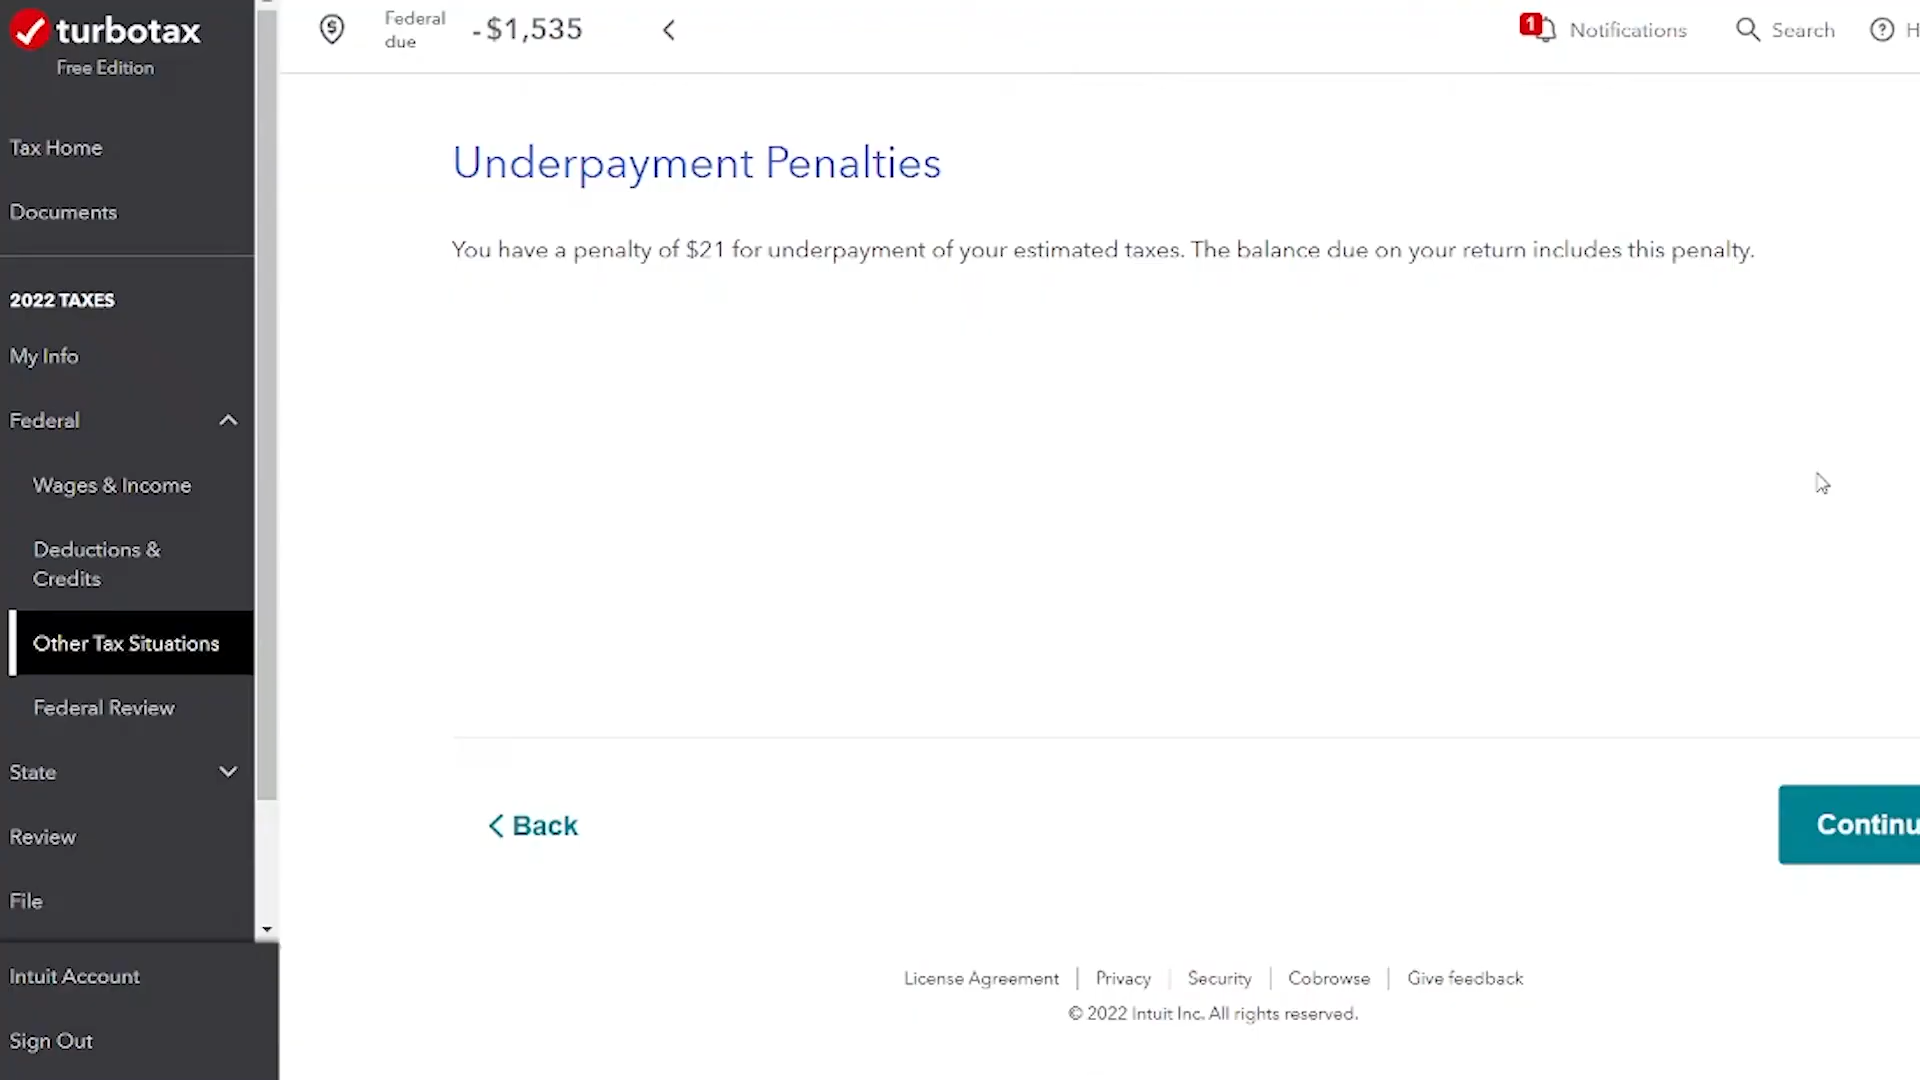 turbotax
Free Edition
Tax Home
Documents
2022 TAXES
My Info
Federal
Wages & Income
Deductions &
Credits
Other Tax Situations
Federal Review
State
Review
File
Intuit Account
Sign Out
Federal
due
-$1,535
1
Notifications
Search
H
Underpayment Penalties
You have a penalty of $21 for underpayment of your estimated taxes. The balance due on your return includes this penalty.
Back
Continu
License Agreement
Privacy
Security
Cobrowse
Give feedback
© 2022 Intuit Inc. All rights reserved.